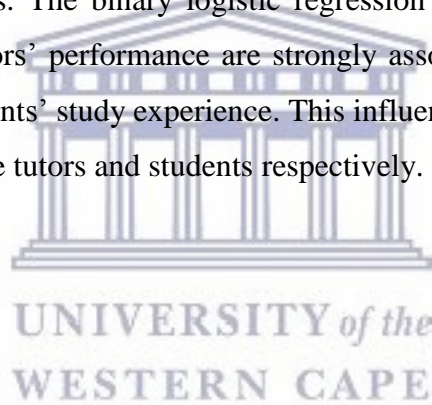 s. The binary logistic regression
ors’ performance are strongly asso
nts’ study experience. This influen
e tutors and students respectively.
UNIVERSITY of the
WESTERN CAPE